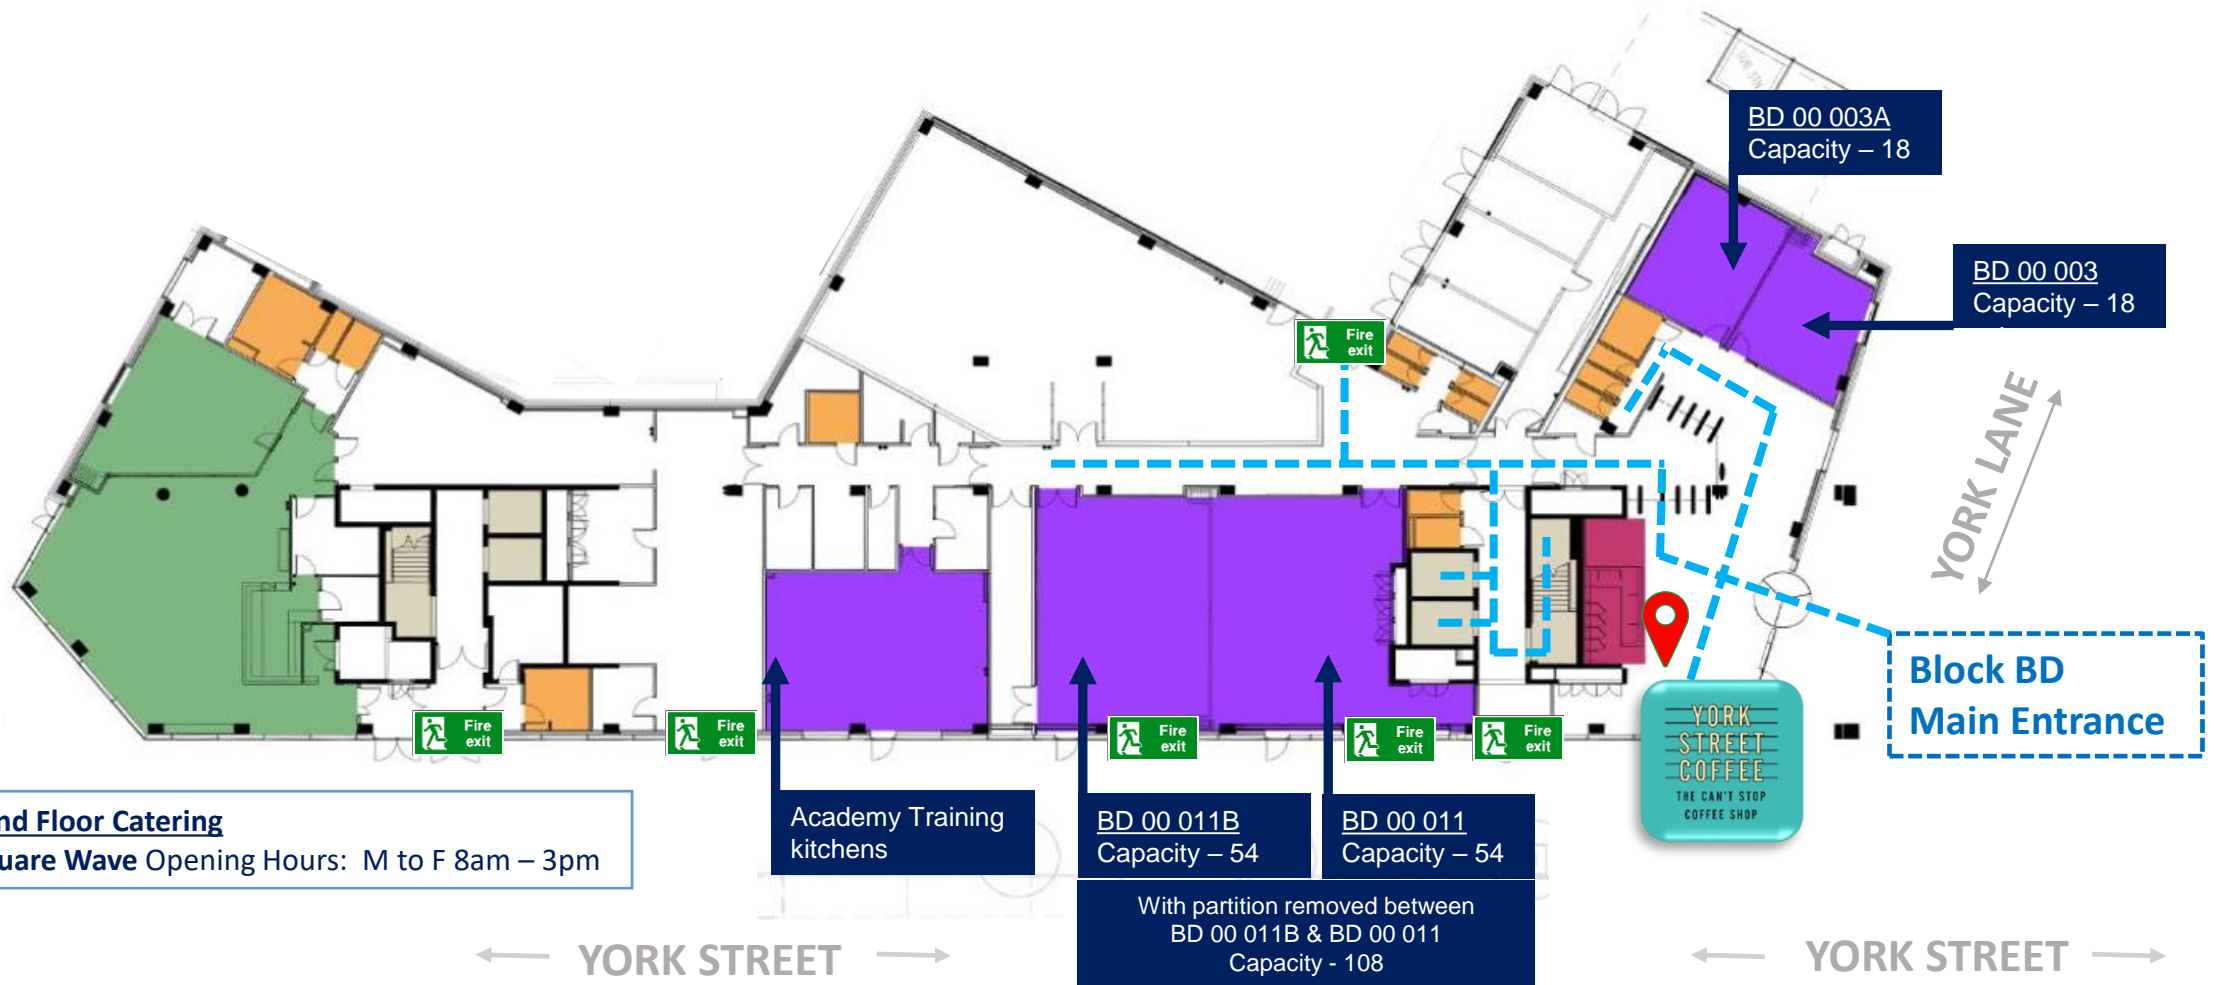 SUB STN
BD 00 003A
Capacity – 18
BD 00 003
Capacity – 18
Fire
exit
YORK LANE
Block BD
Main Entrance
Fire
exit
Fire
exit
Fire
exit
Fire
exit
Fire
exit
YORK
STREET
COFFEE
THE CAN'T STOP
COFFEE SHOP
nd Floor Catering
uare Wave Opening Hours:  M to F 8am – 3pm
Academy Training
kitchens
BD 00 011B
Capacity – 54
BD 00 011
Capacity – 54
With partition removed between
BD 00 011B & BD 00 011
Capacity - 108
YORK STREET
YORK STREET